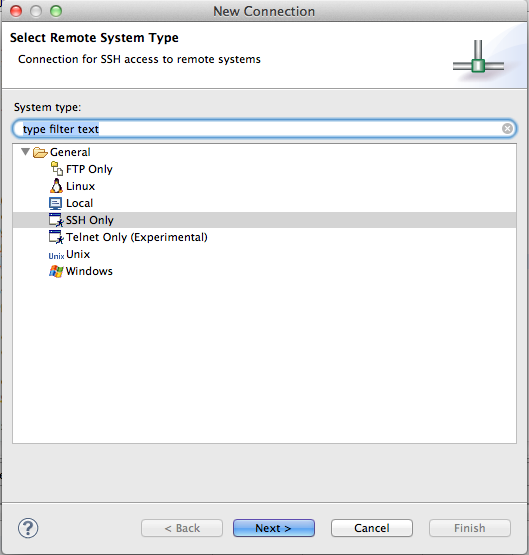 New Connection
Select Remote System Type
Connection for SSH access to remote systems
System type:
type filter text
General
FTP Only
Linux
Local
SSH Only
Telnet Only (Experimental)
Unix Unix
Windows
? < Back Next > Cancel Finish